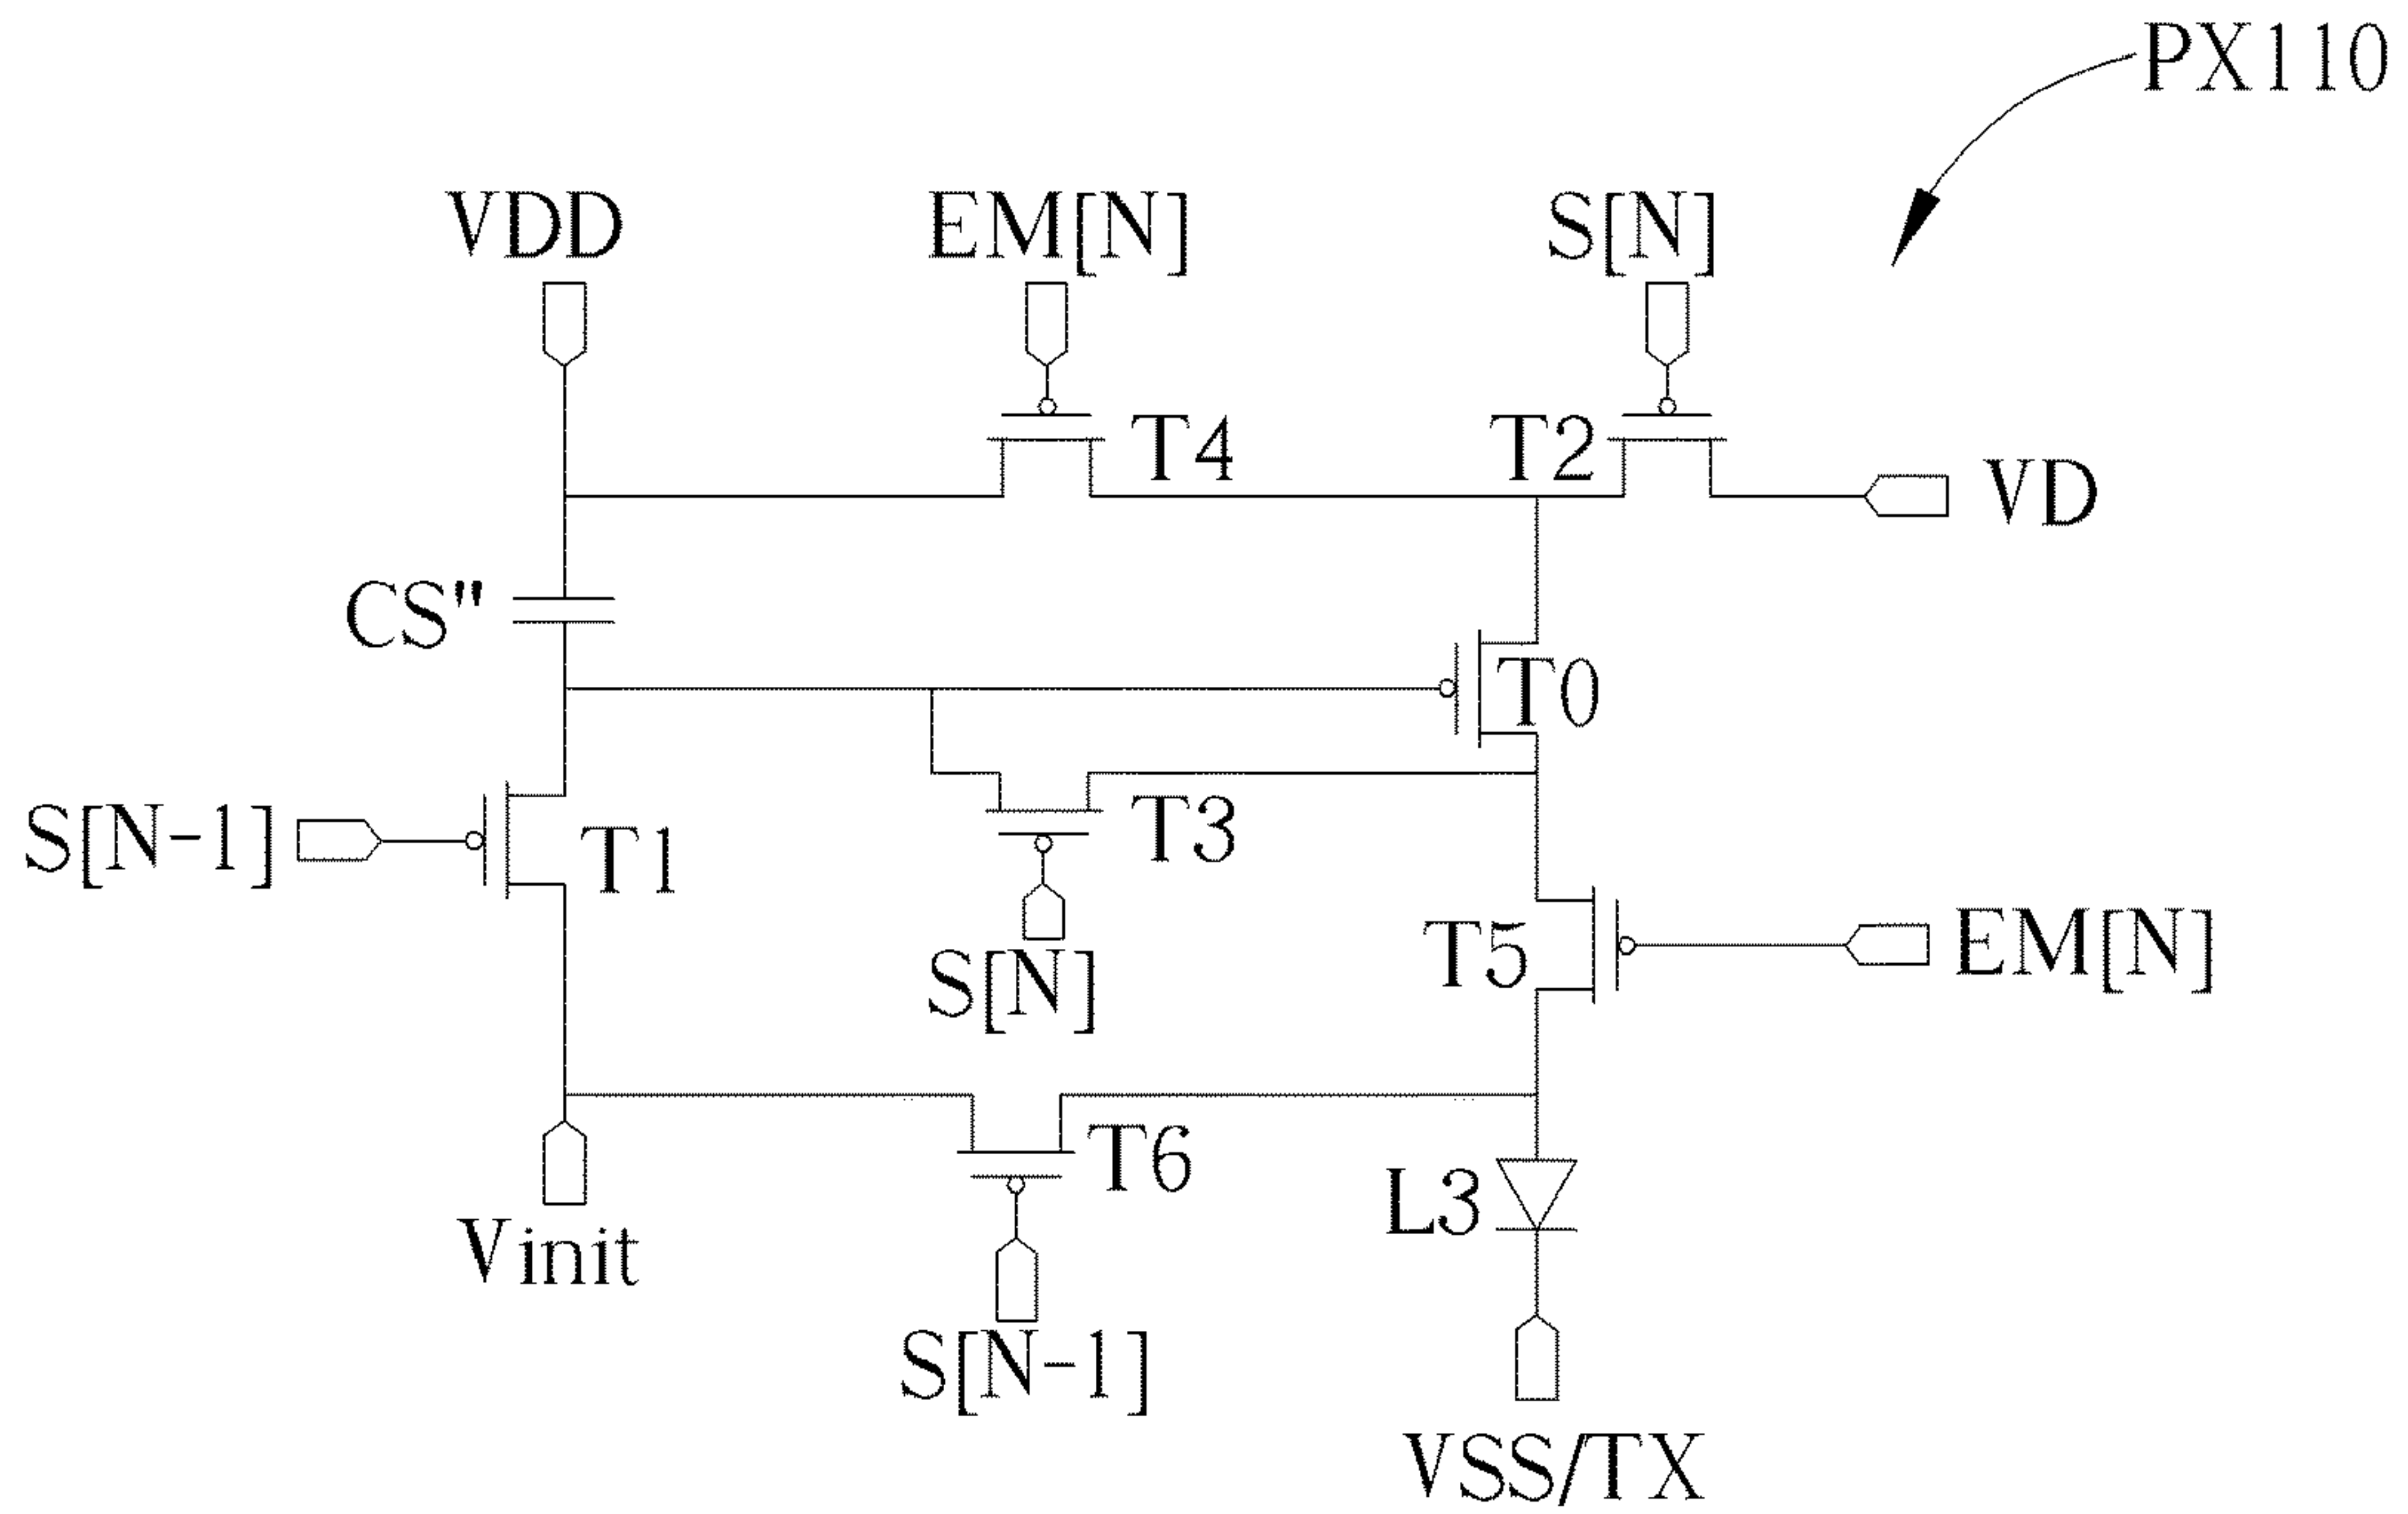 PX110
VDD
EM[N]
S[N]
T4
T2
VD
CS"
T0
S[N-1]
T1
T3
S[N]
T5
EM[N]
T6
L3
Vinit
S[N-1]
VSS/TX